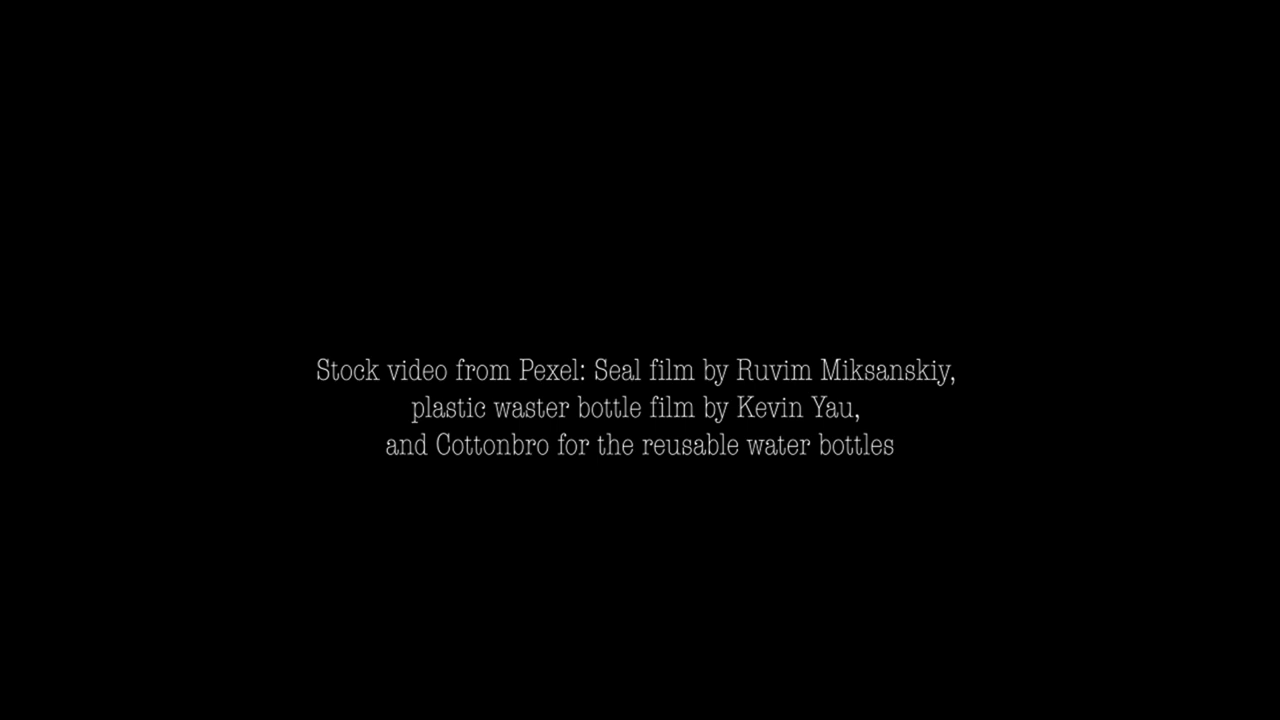 Stock video from Pexel: Seal film by Ruvim Miksanskiy,
plastic waster bottle film by Kevin Yau,
and Cottonbro for the reusable water bottles